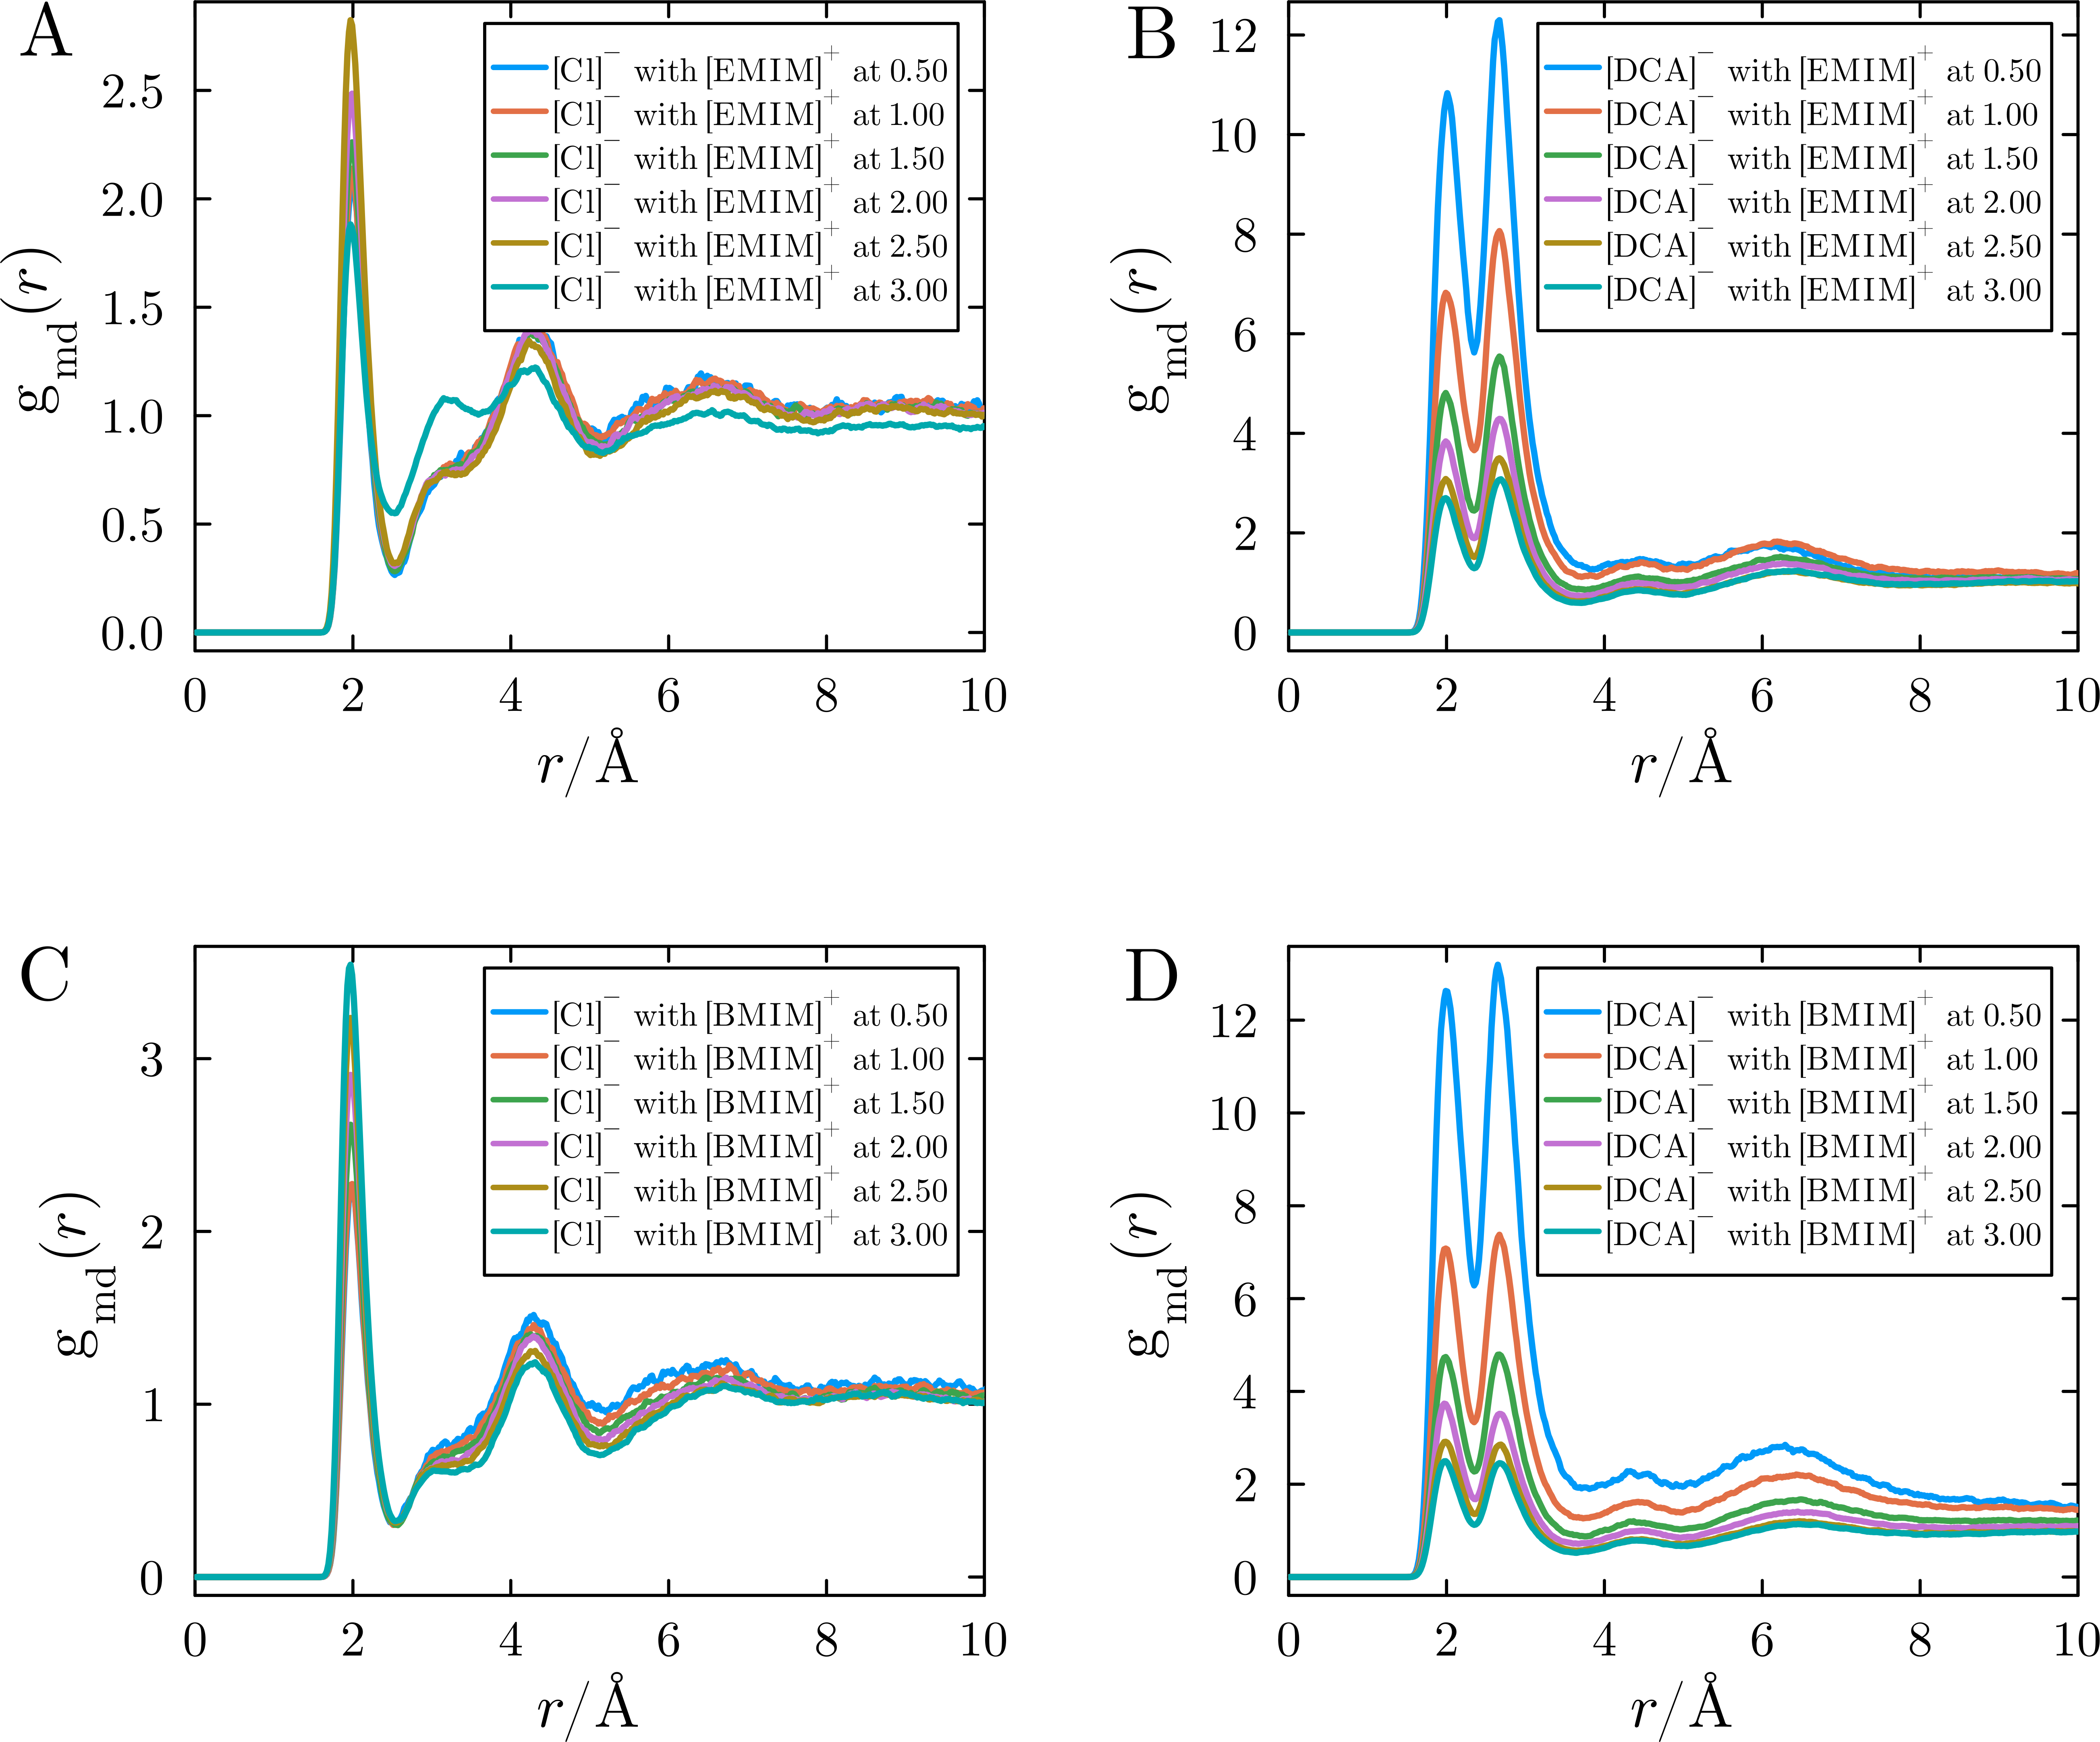 A
[Cl]⁻ with [EMIM]⁺ at 0.50
[Cl]⁻ with [EMIM]⁺ at 1.00
[Cl]⁻ with [EMIM]⁺ at 1.50
[Cl]⁻ with [EMIM]⁺ at 2.00
[Cl]⁻ with [EMIM]⁺ at 2.50
[Cl]⁻ with [EMIM]⁺ at 3.00
2.5
2.0
1.5
1.0
0.5
0.0
g_md(r)
0 2 4 6 8 10
r/Å
B
[DCA]⁻ with [EMIM]⁺ at 0.50
[DCA]⁻ with [EMIM]⁺ at 1.00
[DCA]⁻ with [EMIM]⁺ at 1.50
[DCA]⁻ with [EMIM]⁺ at 2.00
[DCA]⁻ with [EMIM]⁺ at 2.50
[DCA]⁻ with [EMIM]⁺ at 3.00
12
10
8
6
4
2
0
g_md(r)
0 2 4 6 8 10
r/Å
C
[Cl]⁻ with [BMIM]⁺ at 0.50
[Cl]⁻ with [BMIM]⁺ at 1.00
[Cl]⁻ with [BMIM]⁺ at 1.50
[Cl]⁻ with [BMIM]⁺ at 2.00
[Cl]⁻ with [BMIM]⁺ at 2.50
[Cl]⁻ with [BMIM]⁺ at 3.00
3
2
1
0
g_md(r)
0 2 4 6 8 10
r/Å
D
[DCA]⁻ with [BMIM]⁺ at 0.50
[DCA]⁻ with [BMIM]⁺ at 1.00
[DCA]⁻ with [BMIM]⁺ at 1.50
[DCA]⁻ with [BMIM]⁺ at 2.00
[DCA]⁻ with [BMIM]⁺ at 2.50
[DCA]⁻ with [BMIM]⁺ at 3.00
12
10
8
6
4
2
0
g_md(r)
0 2 4 6 8 10
r/Å